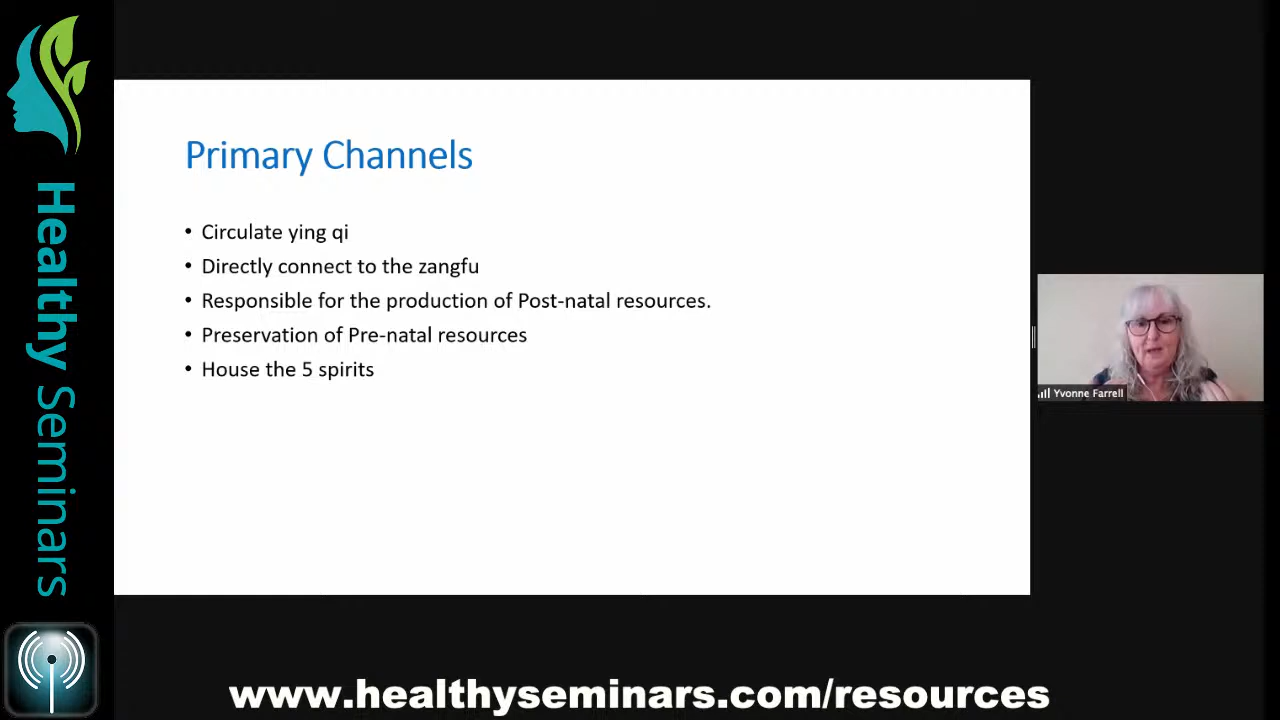 Healthy Seminars
Primary Channels
• Circulate ying qi
• Directly connect to the zangfu
• Responsible for the production of Post-natal resources.
• Preservation of Pre-natal resources
• House the 5 spirits
Yvonne Farrell
www.healthyseminars.com/resources